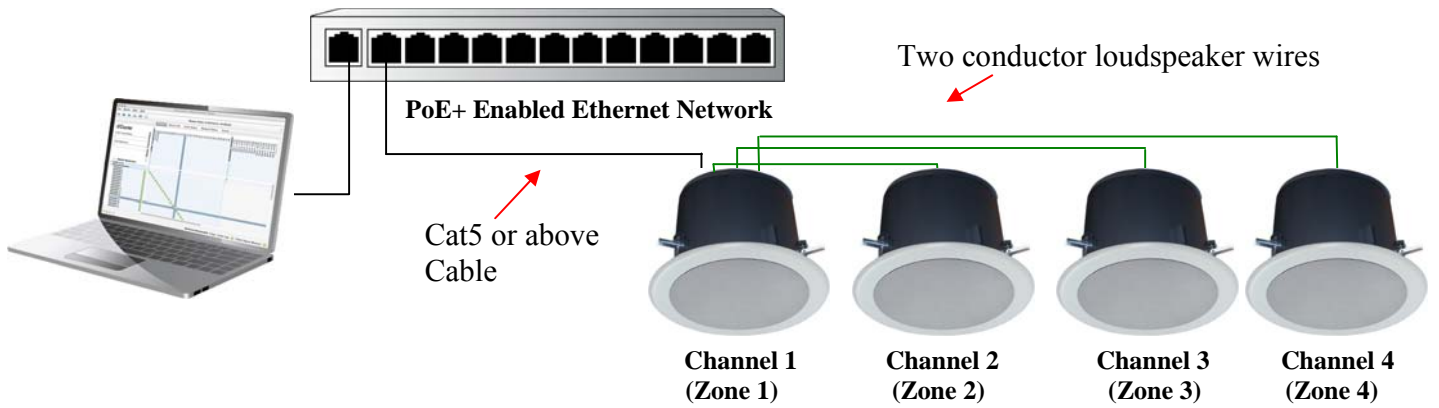 Two conductor loudspeaker wires
PoE+ Enabled Ethernet Network
Cat5 or above
Cable
Channel 1
(Zone 1)
Channel 2
(Zone 2)
Channel 3
(Zone 3)
Channel 4
(Zone 4)